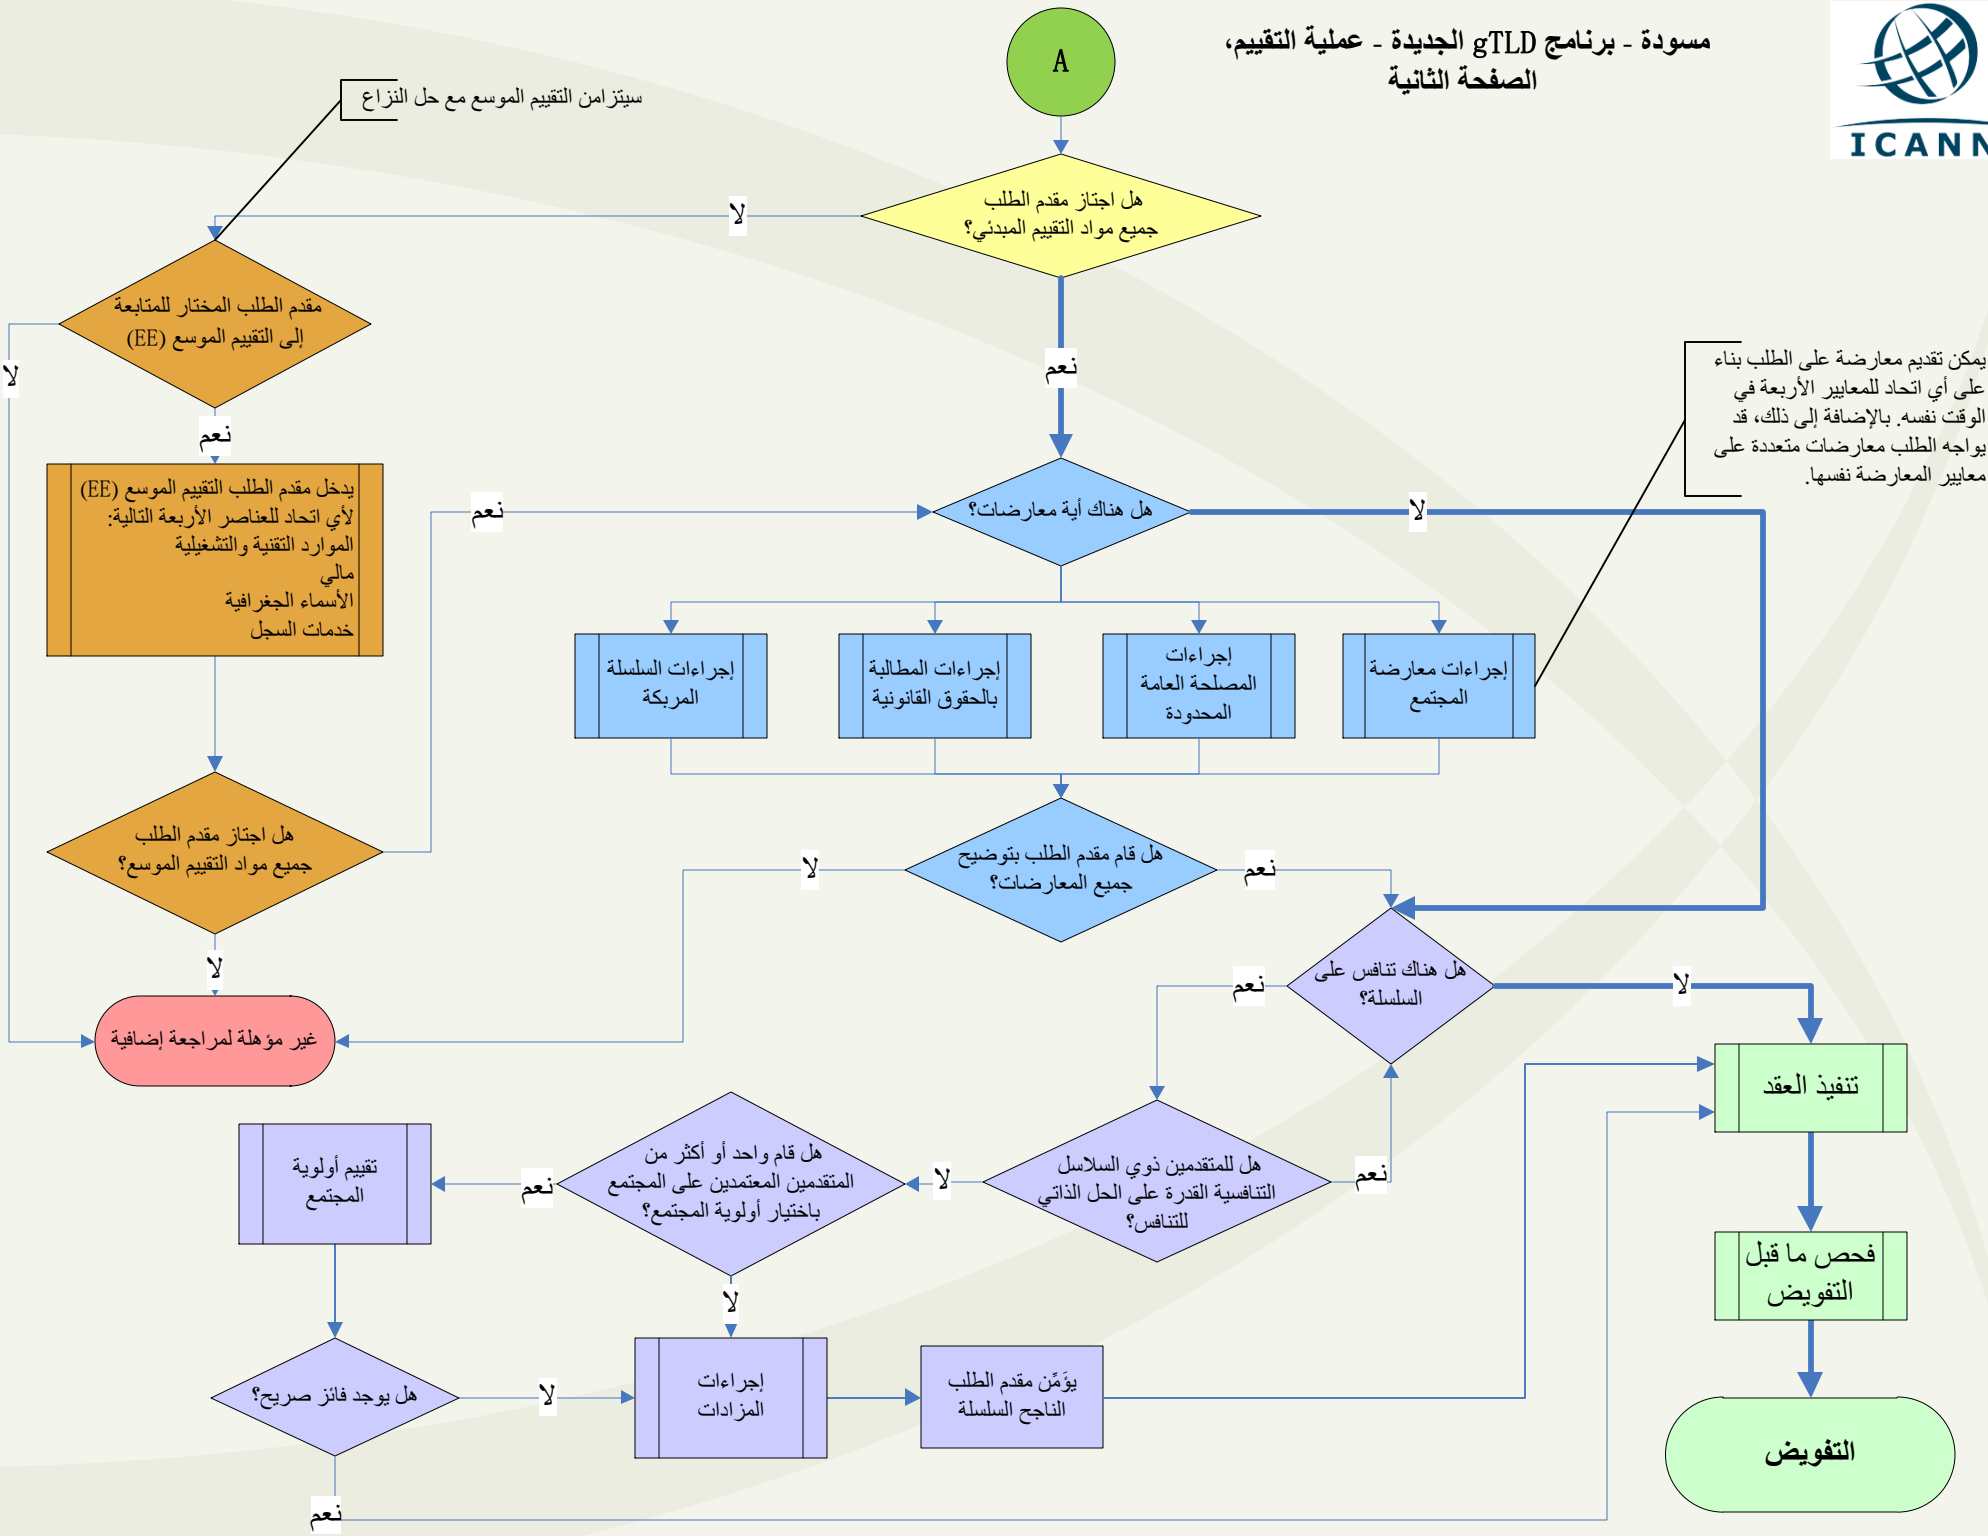 مسودة - برنامج gTLD الجديدة - عملية التقييم،
الصفحة الثانية
ICANN
A
سيتزامن التقييم الموسع مع حل النزاع
هل اجتاز مقدم الطلب
جميع مواد التقييم المبدئي؟
لا
نعم
مقدم الطلب المختار للمتابعة
إلى التقييم الموسع (EE)
لا
نعم
يمكن تقديم معارضة على الطلب بناء
على أي اتحاد للمعايير الأربعة في
الوقت نفسه. بالإضافة إلى ذلك، قد
يواجه الطلب معارضات متعددة على
معايير المعارضة نفسها.
يدخل مقدم الطلب التقييم الموسع (EE)
لأي اتحاد للعناصر الأربعة التالية:
الموارد التقنية والتشغيلية
مالي
الأسماء الجغرافية
خدمات السجل
نعم
هل هناك أية معارضات؟
لا
إجراءات معارضة
المجتمع
إجراءات
المصلحة العامة
المحدودة
إجراءات المطالبة
بالحقوق القانونية
إجراءات السلسلة
المربكة
هل اجتاز مقدم الطلب
جميع مواد التقييم الموسع؟
لا
هل قام مقدم الطلب بتوضيح
جميع المعارضات؟
نعم
لا
غير مؤهلة لمراجعة إضافية
هل هناك تنافس على
السلسلة؟
نعم
لا
تنفيذ العقد
هل للمتقدمين ذوي السلاسل
التنافسية القدرة على الحل الذاتي
للتنافس؟
نعم
لا
هل قام واحد أو أكثر من
المتقدمين المعتمدين على المجتمع
باختيار أولوية المجتمع؟
نعم
لا
تقييم أولوية
المجتمع
فحص ما قبل
التفويض
هل يوجد فائز صريح؟
لا
نعم
إجراءات
المزادات
يؤَمِّن مقدم الطلب
الناجح السلسلة
التفويض